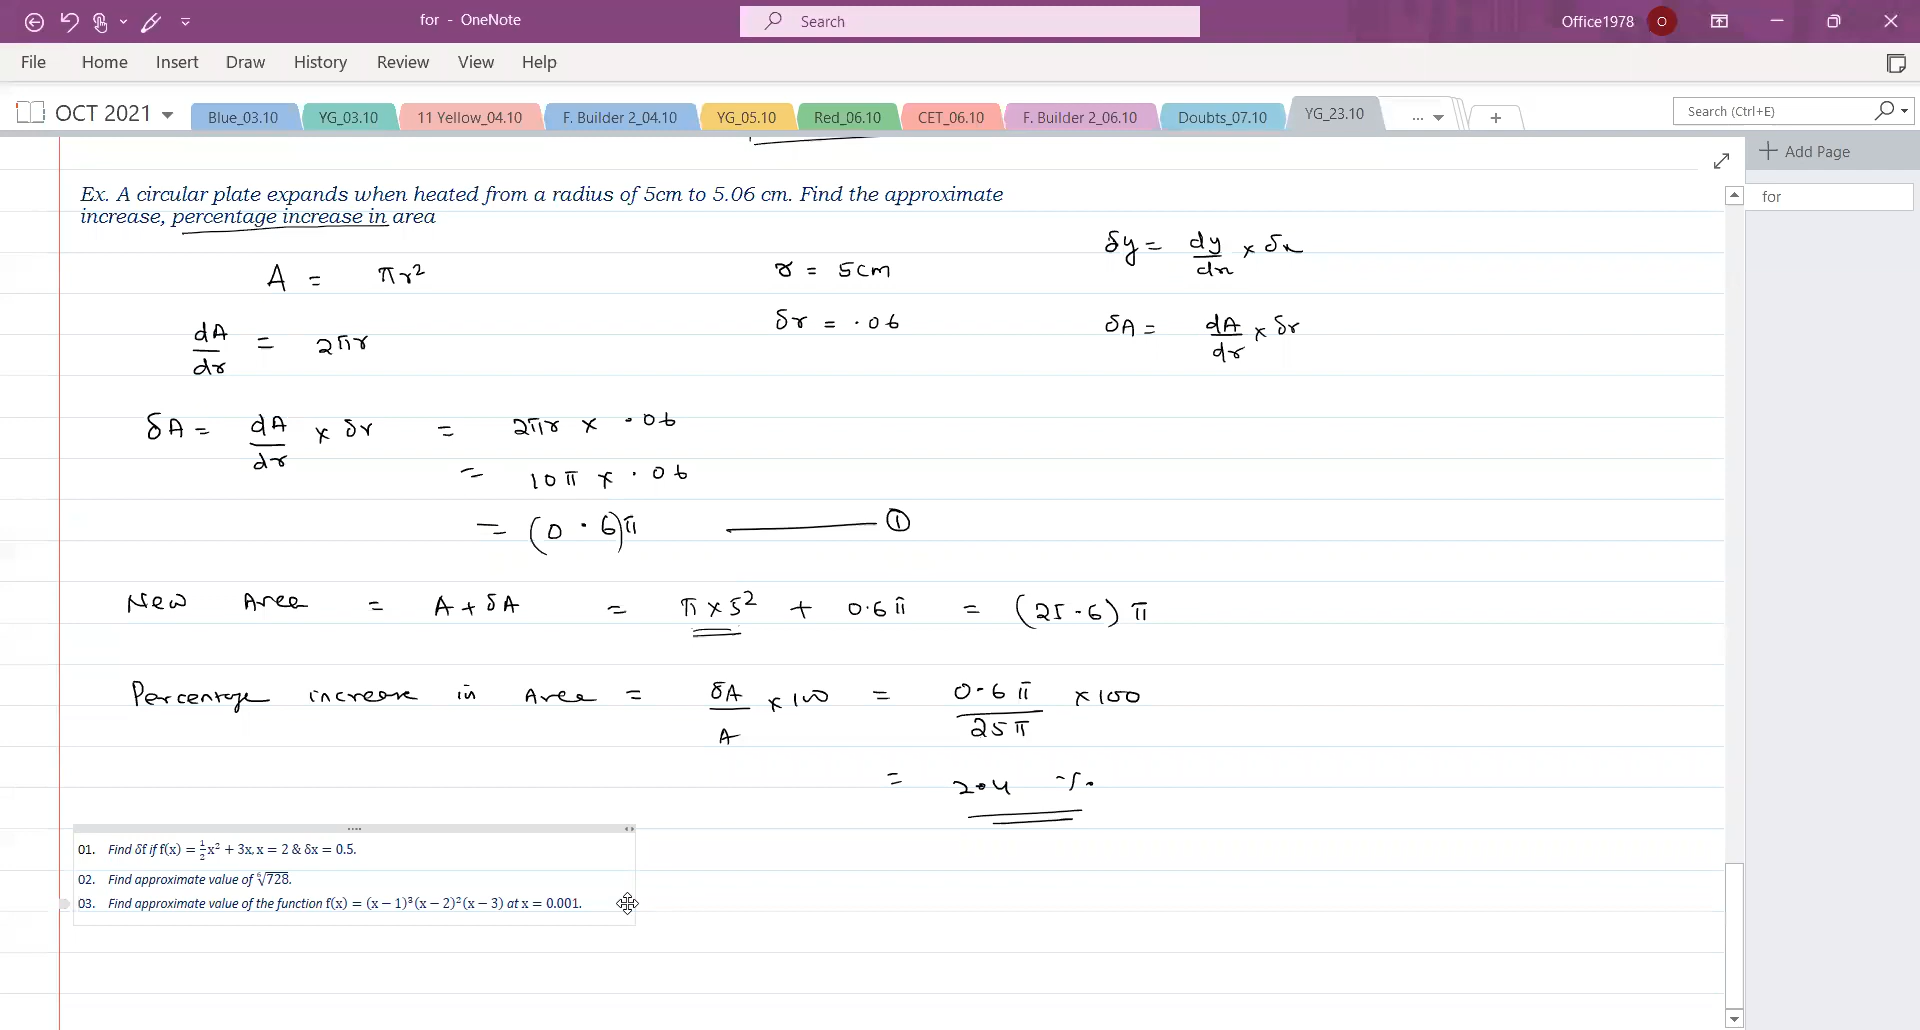 for - OneNote
Search
Office1978
O
File Home Insert Draw History Review View Help
OCT 2021
Blue_03.10
YG_03.10
11 Yellow_04.10
F. Builder 2_04.10
YG_05.10
Red_06.10
CET_06.10
F. Builder 2_06.10
Doubts_07.10
YG_23.10
...
+
Search (Ctrl+E)
+ Add Page
for
Ex. A circular plate expands when heated from a radius of 5cm to 5.06 cm. Find the approximate
increase, percentage increase in area
δy = dy/dx × δx
A = πr²
r = 5cm
δr = .06
δA = dA/dr × δr
dA/dr = 2πr
δA = dA/dr × δr = 2πr × .06
= 10π × .06
= (0.6)π ——— ①
New Area = A + δA = π × 5² + 0.6π = (25.6) π
Percentage increase in Area = δA/A × 100 = 0.6π/25π × 100
= 2.4 %
01. Find δf if f(x) = ½x² + 3x, x = 2 & δx = 0.5.
02. Find approximate value of ⁶√728.
03. Find approximate value of the function f(x) = (x − 1)³(x − 2)²(x − 3) at x = 0.001.